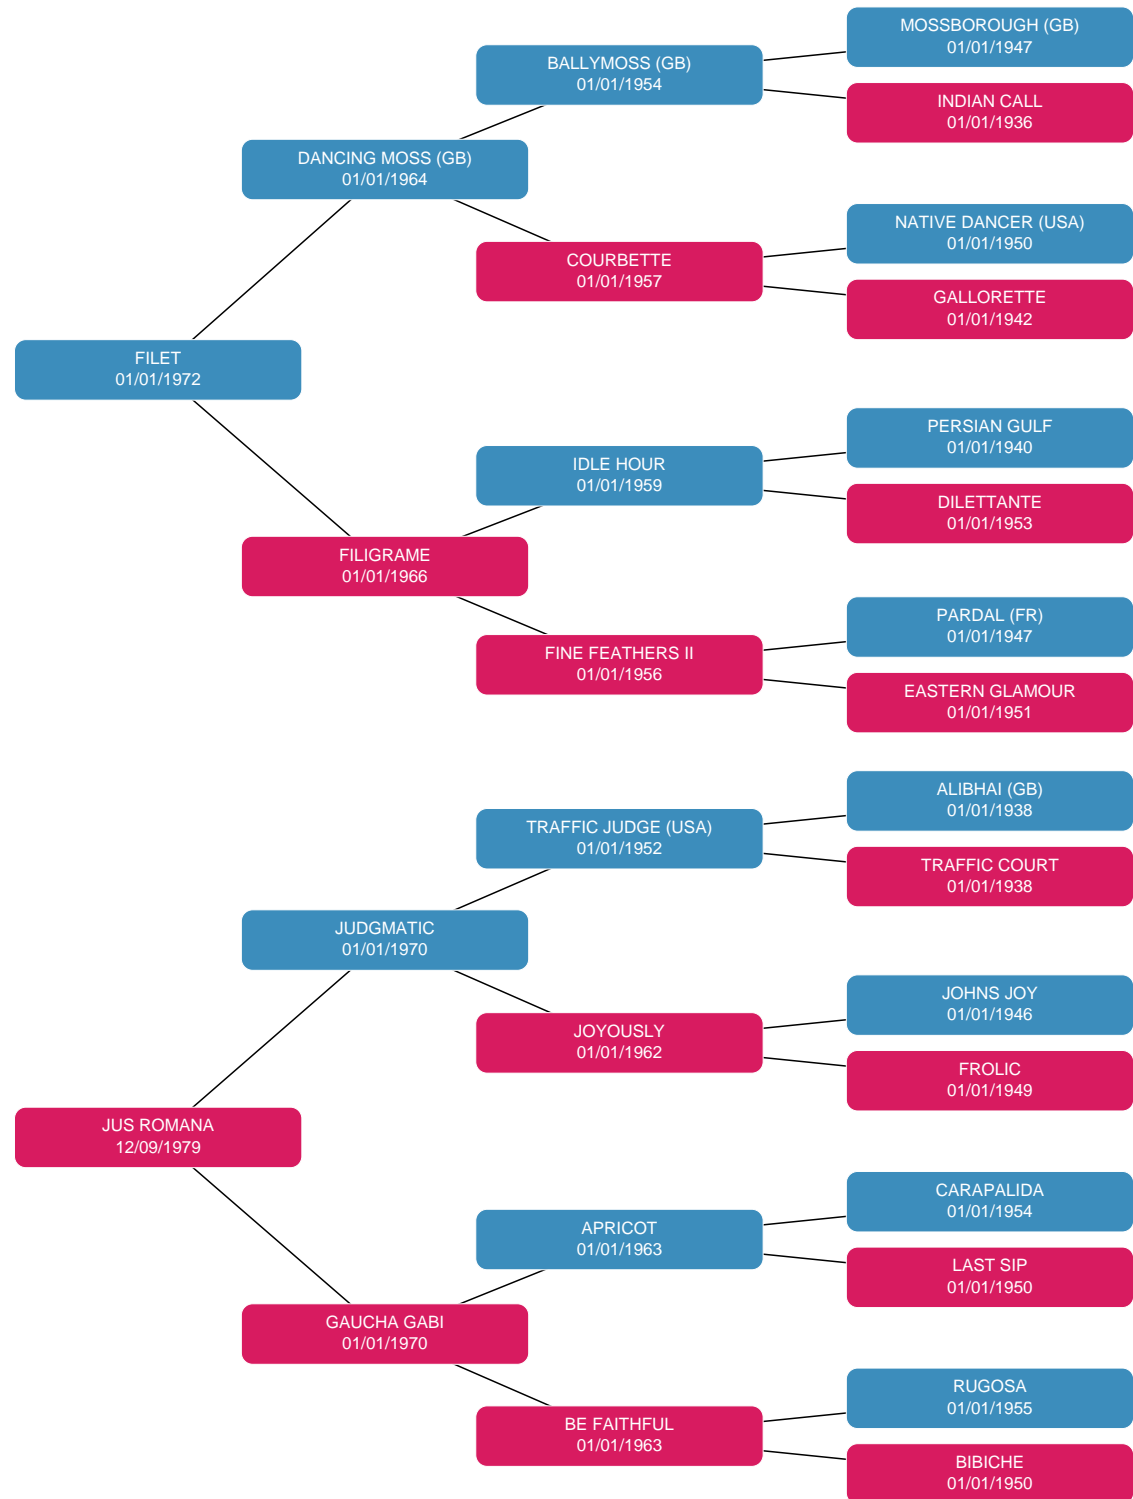 MOSSBOROUGH (GB)
01/01/1947
BALLYMOSS (GB)
01/01/1954
INDIAN CALL
01/01/1936
DANCING MOSS (GB)
01/01/1964
NATIVE DANCER (USA)
01/01/1950
COURBETTE
01/01/1957
GALLORETTE
01/01/1942
FILET
01/01/1972
PERSIAN GULF
01/01/1940
IDLE HOUR
01/01/1959
DILETTANTE
01/01/1953
FILIGRAME
01/01/1966
PARDAL (FR)
01/01/1947
FINE FEATHERS II
01/01/1956
EASTERN GLAMOUR
01/01/1951
ALIBHAI (GB)
01/01/1938
TRAFFIC JUDGE (USA)
01/01/1952
TRAFFIC COURT
01/01/1938
JUDGMATIC
01/01/1970
JOHNS JOY
01/01/1946
JOYOUSLY
01/01/1962
FROLIC
01/01/1949
JUS ROMANA
12/09/1979
CARAPALIDA
01/01/1954
APRICOT
01/01/1963
LAST SIP
01/01/1950
GAUCHA GABI
01/01/1970
RUGOSA
01/01/1955
BE FAITHFUL
01/01/1963
BIBICHE
01/01/1950